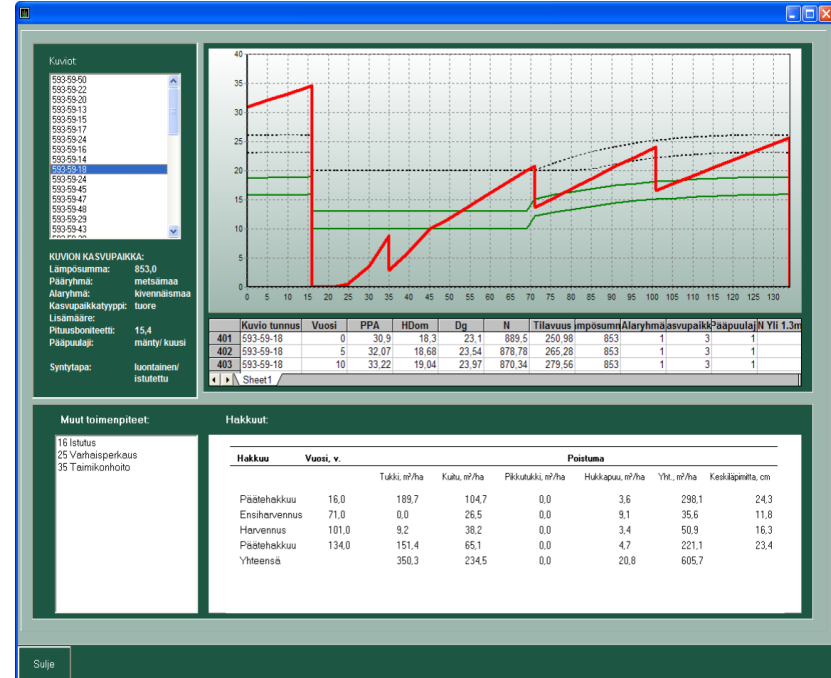 Kuviot
593-59-50
593-59-22
593-59-20
593-59-13
593-59-15
593-59-17
593-59-24
593-59-16
593-59-14
593-59-18
593-59-24
593-59-45
593-59-47
593-59-48
593-59-29
593-59-43
KUVION KASVUPAIKKA:
Lämpösumma: 853,0
Pääryhmä: metsämaa
Alaryhmä: kivennäismaa
Kasvupaikkatyyppi: tuore
Lisämääre:
Pituusboniteetti: 15,4
Pääpuulaji: mänty/ kuusi
Syntytapa: luontainen/
istutettu
40
35
30
25
20
15
10
5
0
0 5 10 15 20 25 30 35 40 45 50 55 60 65 70 75 80 85 90 95 100 105 110 115 120 125 130
Kuvio tunnus Vuosi PPA HDom Dg N Tilavuus mpösumn Alaryhmä asvupaikk Pääpuulaj N Yli 1.3m
401 593-59-18 0 30,9 18,3 23,1 889,5 250,98 853 1 3 1
402 593-59-18 5 32,07 18,68 23,54 878,78 265,28 853 1 3 1
403 593-59-18 10 33,22 19,04 23,97 870,34 279,56 853 1 3 1
Sheet1
Muut toimenpiteet:
16 Istutus
25 Varhaisperkaus
35 Taimikonhoito
Hakkuut:
Hakkuu Vuosi, v. Poistuma
Tukki, m³/ha Kuitu, m³/ha Pikkutukki, m³/ha Hukkapuu, m³/ha Yht., m³/ha Keskiläpimitta, cm
Päätehakkuu 16,0 189,7 104,7 0,0 3,6 298,1 24,3
Ensiharvennus 71,0 0,0 26,5 0,0 9,1 35,6 11,8
Harvennus 101,0 9,2 38,2 0,0 3,4 50,9 16,3
Päätehakkuu 134,0 151,4 65,1 0,0 4,7 221,1 23,4
Yhteensä 350,3 234,5 0,0 20,8 605,7
Sulje